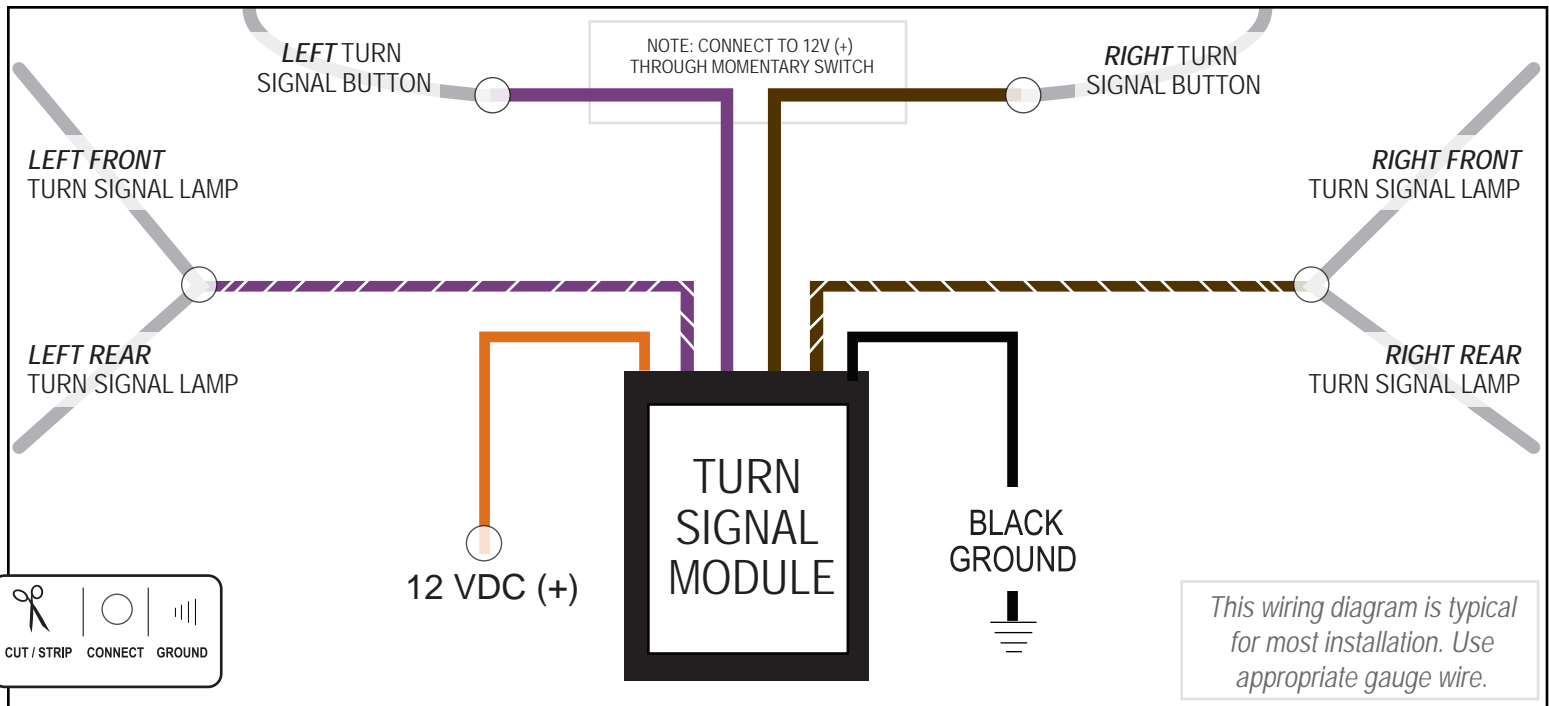 LEFT TURN
SIGNAL BUTTON
NOTE: CONNECT TO 12V (+)
THROUGH MOMENTARY SWITCH
RIGHT TURN
SIGNAL BUTTON
LEFT FRONT
TURN SIGNAL LAMP
RIGHT FRONT
TURN SIGNAL LAMP
LEFT REAR
TURN SIGNAL LAMP
RIGHT REAR
TURN SIGNAL LAMP
TURN
SIGNAL
MODULE
12 VDC (+)
BLACK
GROUND
CUT / STRIP
CONNECT
GROUND
This wiring diagram is typical
for most installation. Use
appropriate gauge wire.